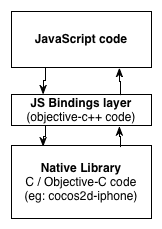 JavaScript code
JS Bindings layer
(objective-c++ code)
Native Library
C / Objective-C code
(eg: cocos2d-iphone)